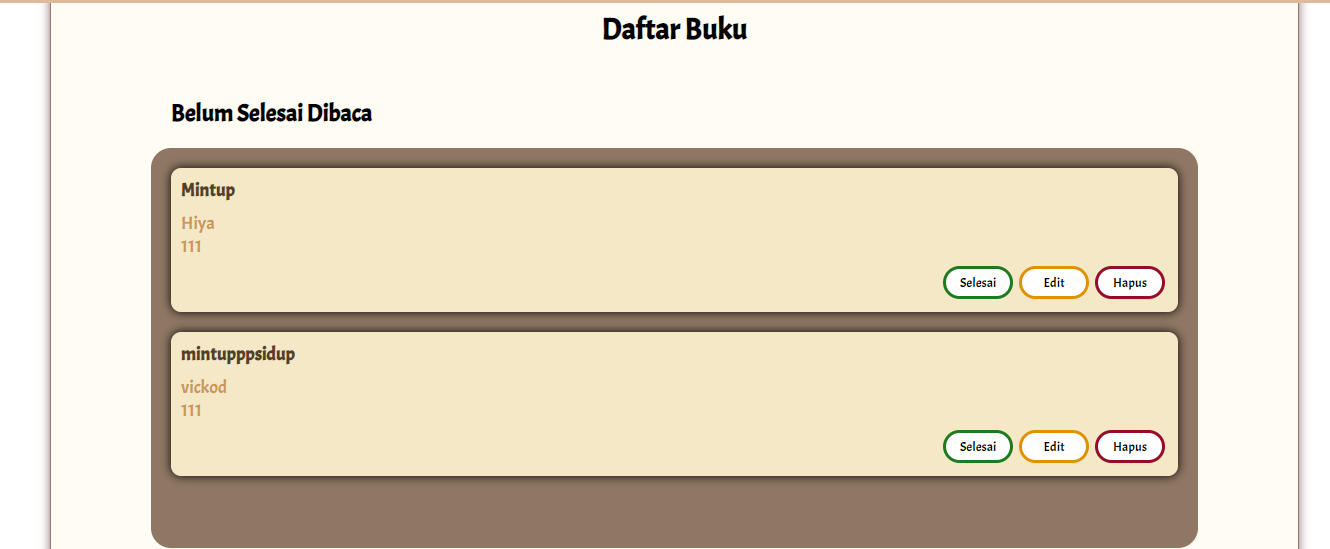 Daftar Buku
Belum Selesai Dibaca
Mintup
Hiya
111
Selesai Edit Hapus
mintupppsidup
vickod
111
Selesai Edit Hapus